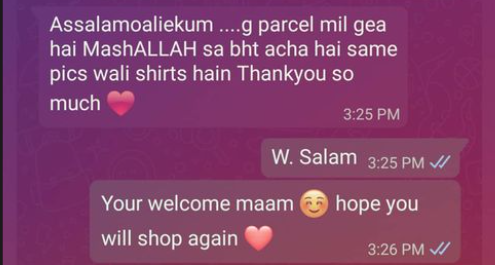 Assalamoaliekum ....g parcel mil gea
hai MashALLAH sa bht acha hai same
pics wali shirts hain Thankyou so
much ❤️
3:25 PM
W. Salam 3:25 PM
Your welcome maam ☺️ hope you
will shop again ❤️
3:26 PM